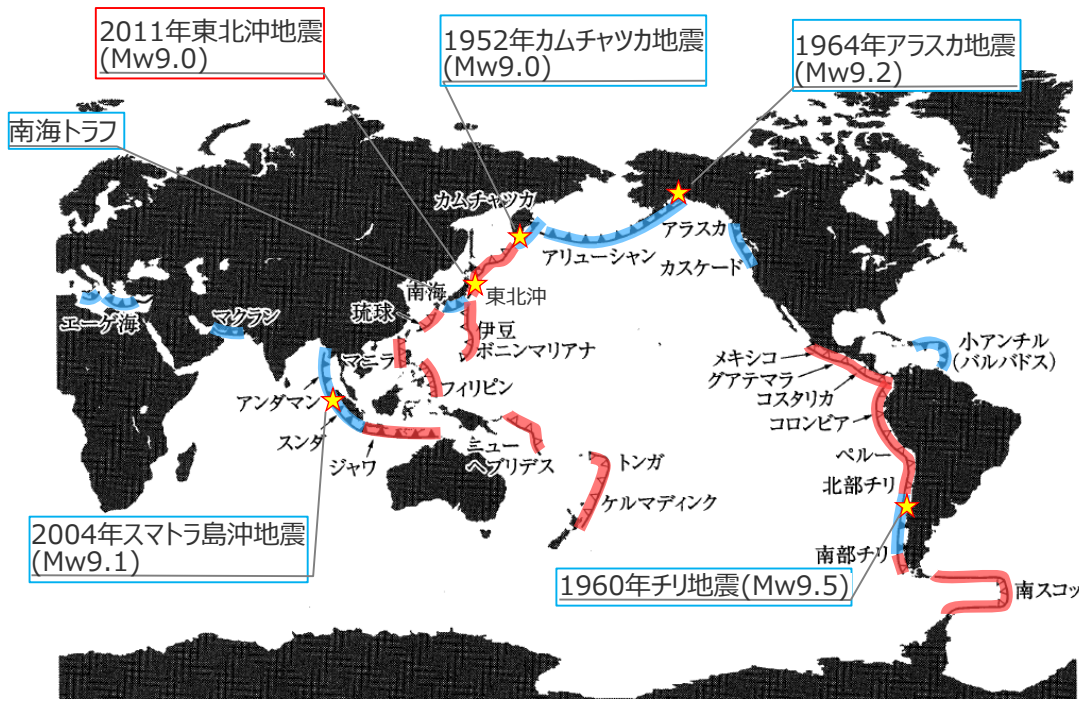 2011年東北沖地震
(Mw9.0)
1952年カムチャツカ地震
(Mw9.0)
1964年アラスカ地震
(Mw9.2)
南海トラフ
カムチャツカ
アラスカ
アリューシャン
カスケード
南海
東北沖
琉球
エーゲ海
マクラン
伊豆
ボニンマリアナ
マニラ
フィリピン
アンダマン
スンダ
ジャワ
ニュー
ヘブリデス
トンガ
ケルマディンク
小アンチル
(バルバドス)
メキシコ
グアテマラ
コスタリカ
コロンビア
ペルー
北部チリ
南部チリ
南スコッ
2004年スマトラ島沖地震
(Mw9.1)
1960年チリ地震(Mw9.5)